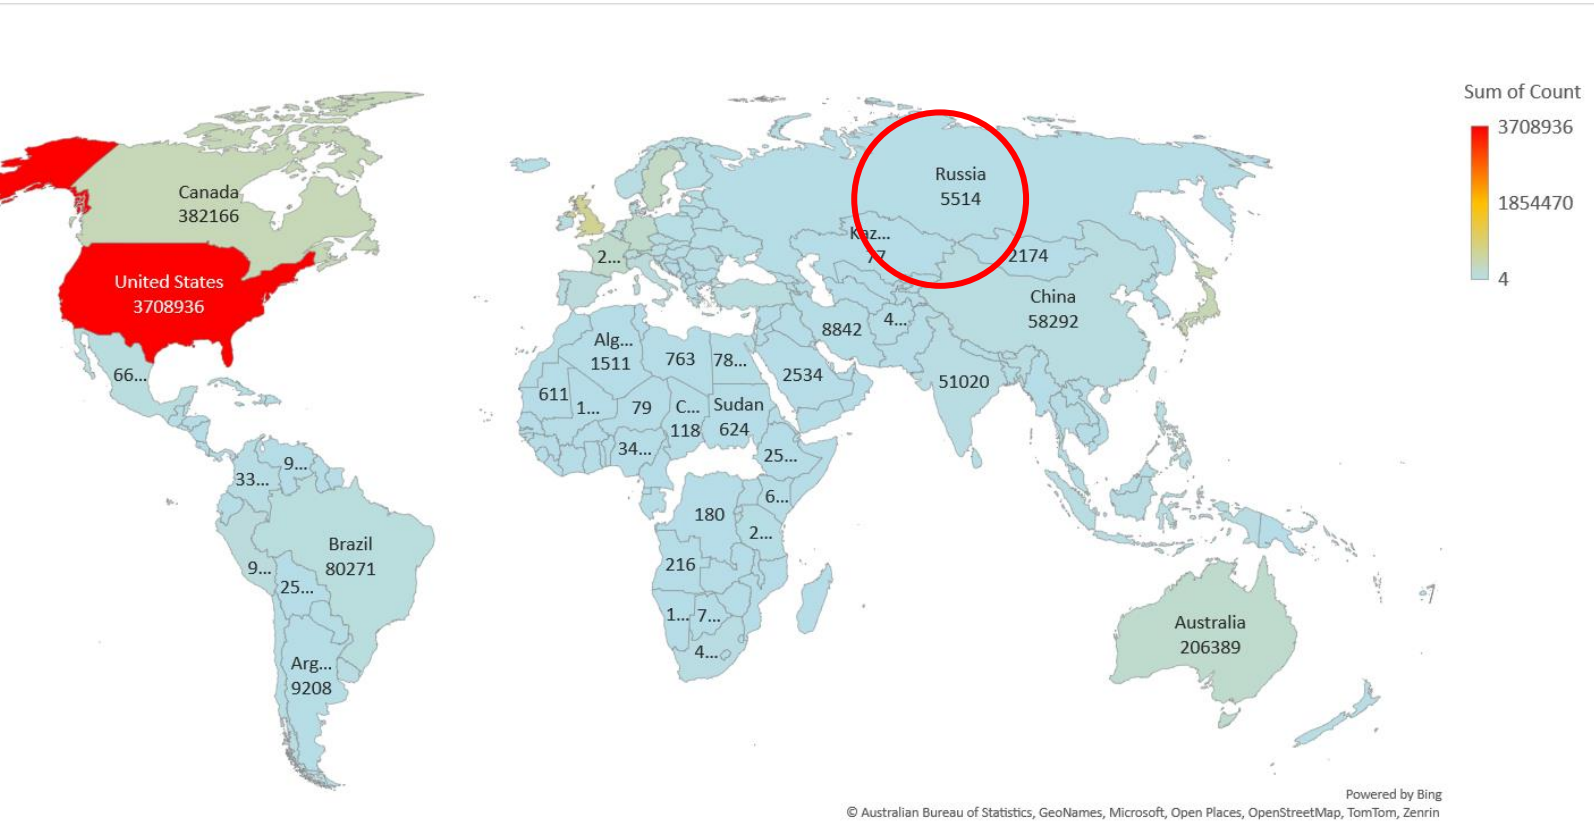 Sum of Count
3708936
1854470
4
Canada
382166
United States
3708936
66...
33...
9...
Brazil
80271
9...
25...
Arg...
9208
2...
Russia
5514
Kaz...
77
2174
China
58292
8842
4...
51020
2534
Alg...
1511
763
78...
611
1...
79
C...
118
Sudan
624
34...
25...
6...
180
2...
216
1...
7...
4...
Australia
206389
Powered by Bing
© Australian Bureau of Statistics, GeoNames, Microsoft, Open Places, OpenStreetMap, TomTom, Zenrin